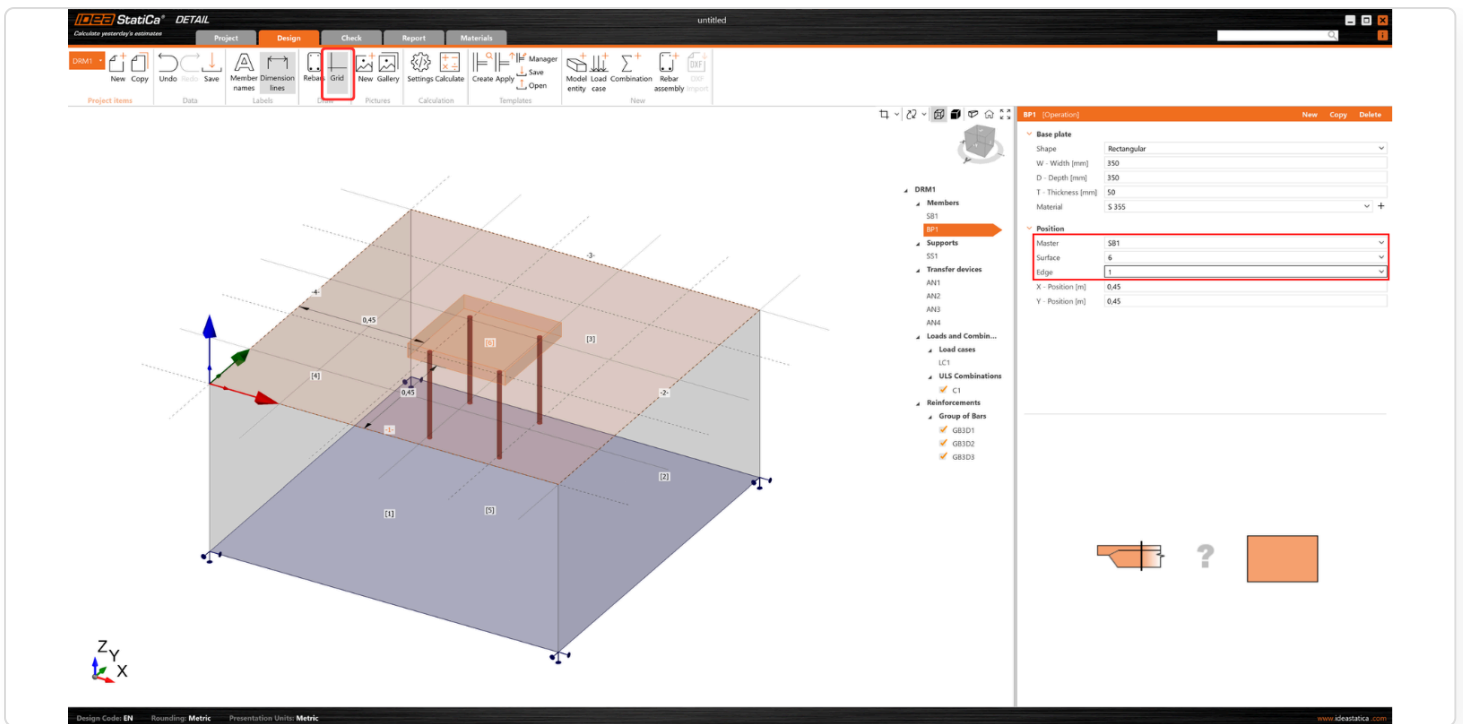 IDEA StatiCa® DETAIL
Calculate yesterday's estimates
untitled
Project Design Check Report Materials
DRM1
New Copy Undo Redo Save Member names Dimension lines Rebars Grid New Gallery Settings Calculate Create Apply Manager Save Open Model entity Load case Combination Rebar assembly DXF Import
Project Items Data Labels Draw Pictures Calculation Templates New
BP1 [Operation] New Copy Delete
Base plate
Shape Rectangular
W - Width [mm] 350
D - Depth [mm] 350
T - Thickness [mm] 50
Material S 355
Position
Master SB1
Surface 6
Edge 1
X - Position [m] 0,45
Y - Position [m] 0,45
DRM1
Members
SB1
BP1
Supports
SS1
Transfer devices
AN1
AN2
AN3
AN4
Loads and Combin...
Load cases
LC1
ULS Combinations
C1
Reinforcements
Group of Bars
GB3D1
GB3D2
GB3D3
-3-
-4-
0,45
[3]
[4]
0,45
-2-
-1-
[2]
[1]
[5]
?
Z
Y
X
Design Code: EN Rounding: Metric Presentation Units: Metric
www.ideastatica.com